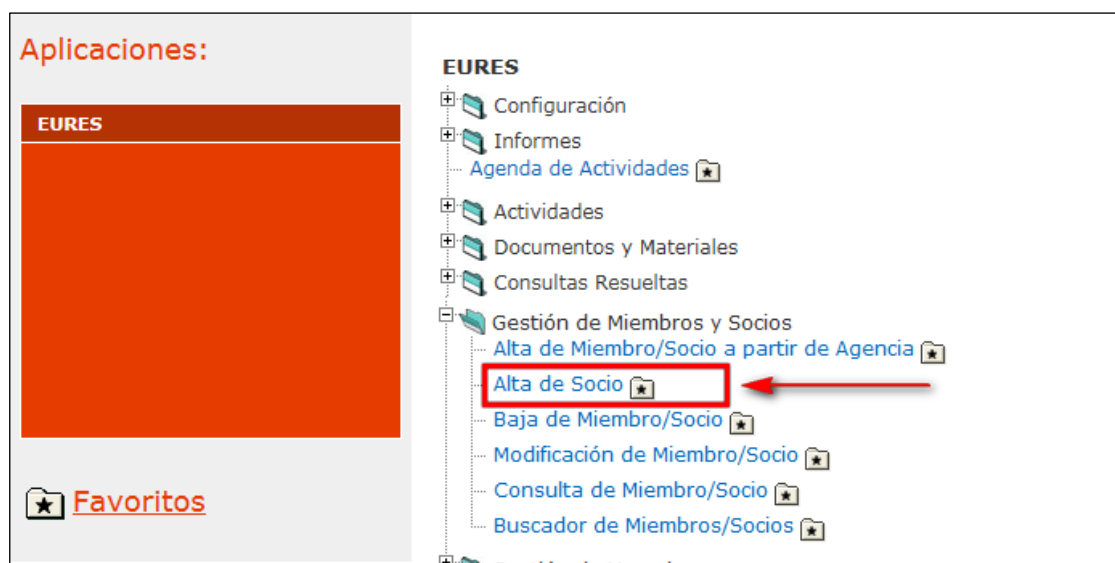 Aplicaciones:
EURES
Favoritos
EURES
Configuración
Informes
Agenda de Actividades
Actividades
Documentos y Materiales
Consultas Resueltas
Gestión de Miembros y Socios
Alta de Miembro/Socio a partir de Agencia
Alta de Socio
Baja de Miembro/Socio
Modificación de Miembro/Socio
Consulta de Miembro/Socio
Buscador de Miembros/Socios